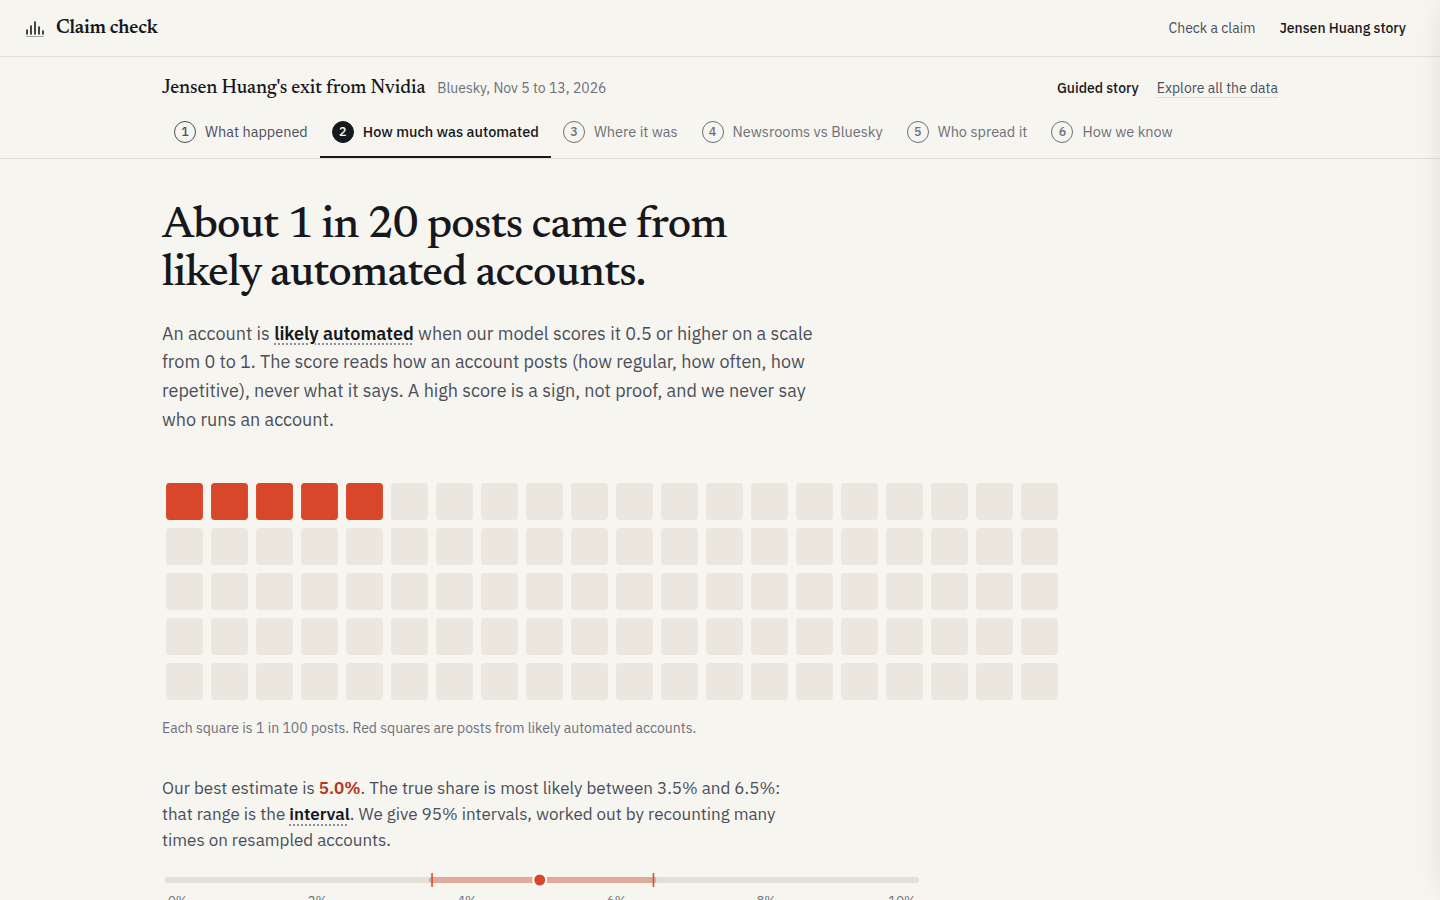 Claim check
Check a claim
Jensen Huang story
Jensen Huang's exit from Nvidia
Bluesky, Nov 5 to 13, 2026
Guided story
Explore all the data
1 What happened
2 How much was automated
3 Where it was
4 Newsrooms vs Bluesky
5 Who spread it
6 How we know
About 1 in 20 posts came from
likely automated accounts.
An account is likely automated when our model scores it 0.5 or higher on a scale
from 0 to 1. The score reads how an account posts (how regular, how often, how
repetitive), never what it says. A high score is a sign, not proof, and we never say
who runs an account.
Each square is 1 in 100 posts. Red squares are posts from likely automated accounts.
Our best estimate is 5.0%. The true share is most likely between 3.5% and 6.5%:
that range is the interval. We give 95% intervals, worked out by recounting many
times on resampled accounts.
0% 2% 4% 6% 8% 10%